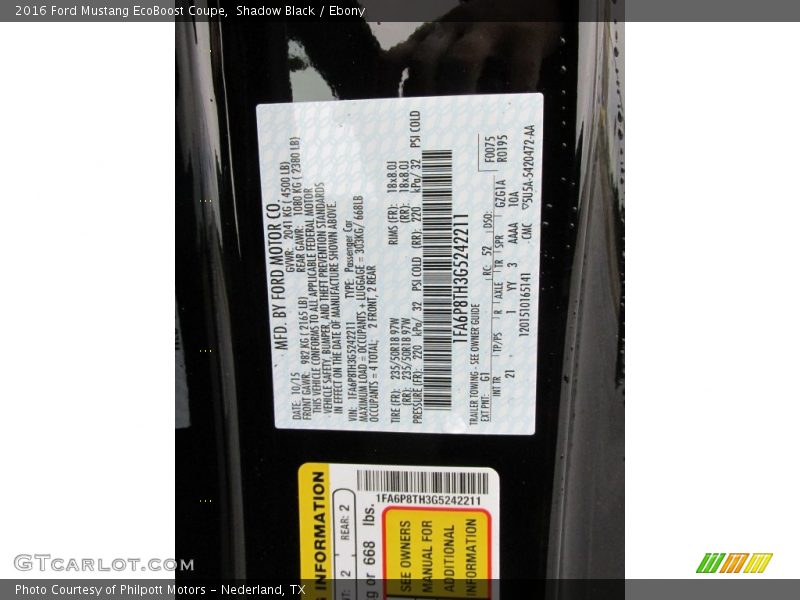 2016 Ford Mustang EcoBoost Coupe, Shadow Black / Ebony
MFD. BY FORD MOTOR CO.
DATE: 10/15 GVWR: 2041 KG ( 4500 LB)
FRONT GAWR: 982 KG ( 2165 LB) REAR GAWR: 1080 KG ( 2380 LB)
THIS VEHICLE CONFORMS TO ALL APPLICABLE FEDERAL MOTOR
VEHICLE SAFETY, BUMPER, AND THEFT PREVENTION STANDARDS
IN EFFECT ON THE DATE OF MANUFACTURE SHOWN ABOVE.
VIN: 1FA6P8TH3G5242211 TYPE: Passenger Car
MAXIMUM LOAD = OCCUPANTS + LUGGAGE = 303KG/ 668LB
OCCUPANTS = 4 TOTAL; 2 FRONT, 2 REAR
TIRE (FR): 235/50R18 97W RIMS (FR): 18x8.0J
(RR): 235/50R18 97W (RR): 18x8.0J
PRESSURE (FR): 220 kPa/ 32 PSI COLD (RR): 220 kPa/ 32 PSI COLD
1FA6P8TH3G5242211
TRAILER TOWING - SEE OWNER GUIDE
F0075
R0195
EXT PNT: G1 RC: 52 DSO:
INT TR TP/PS R AXLE TR SPR GZG1A
21 1 YY 3 AAAA 10A
12015101651 41 CMC 5U5A-5420472-AA
INFORMATION
2 REAR: 2
or 668 lbs.
1FA6P8TH3G5242211
SEE OWNERS
MANUAL FOR
ADDITIONAL
INFORMATION
GTCarLot.com
Photo Courtesy of Philpott Motors - Nederland, TX